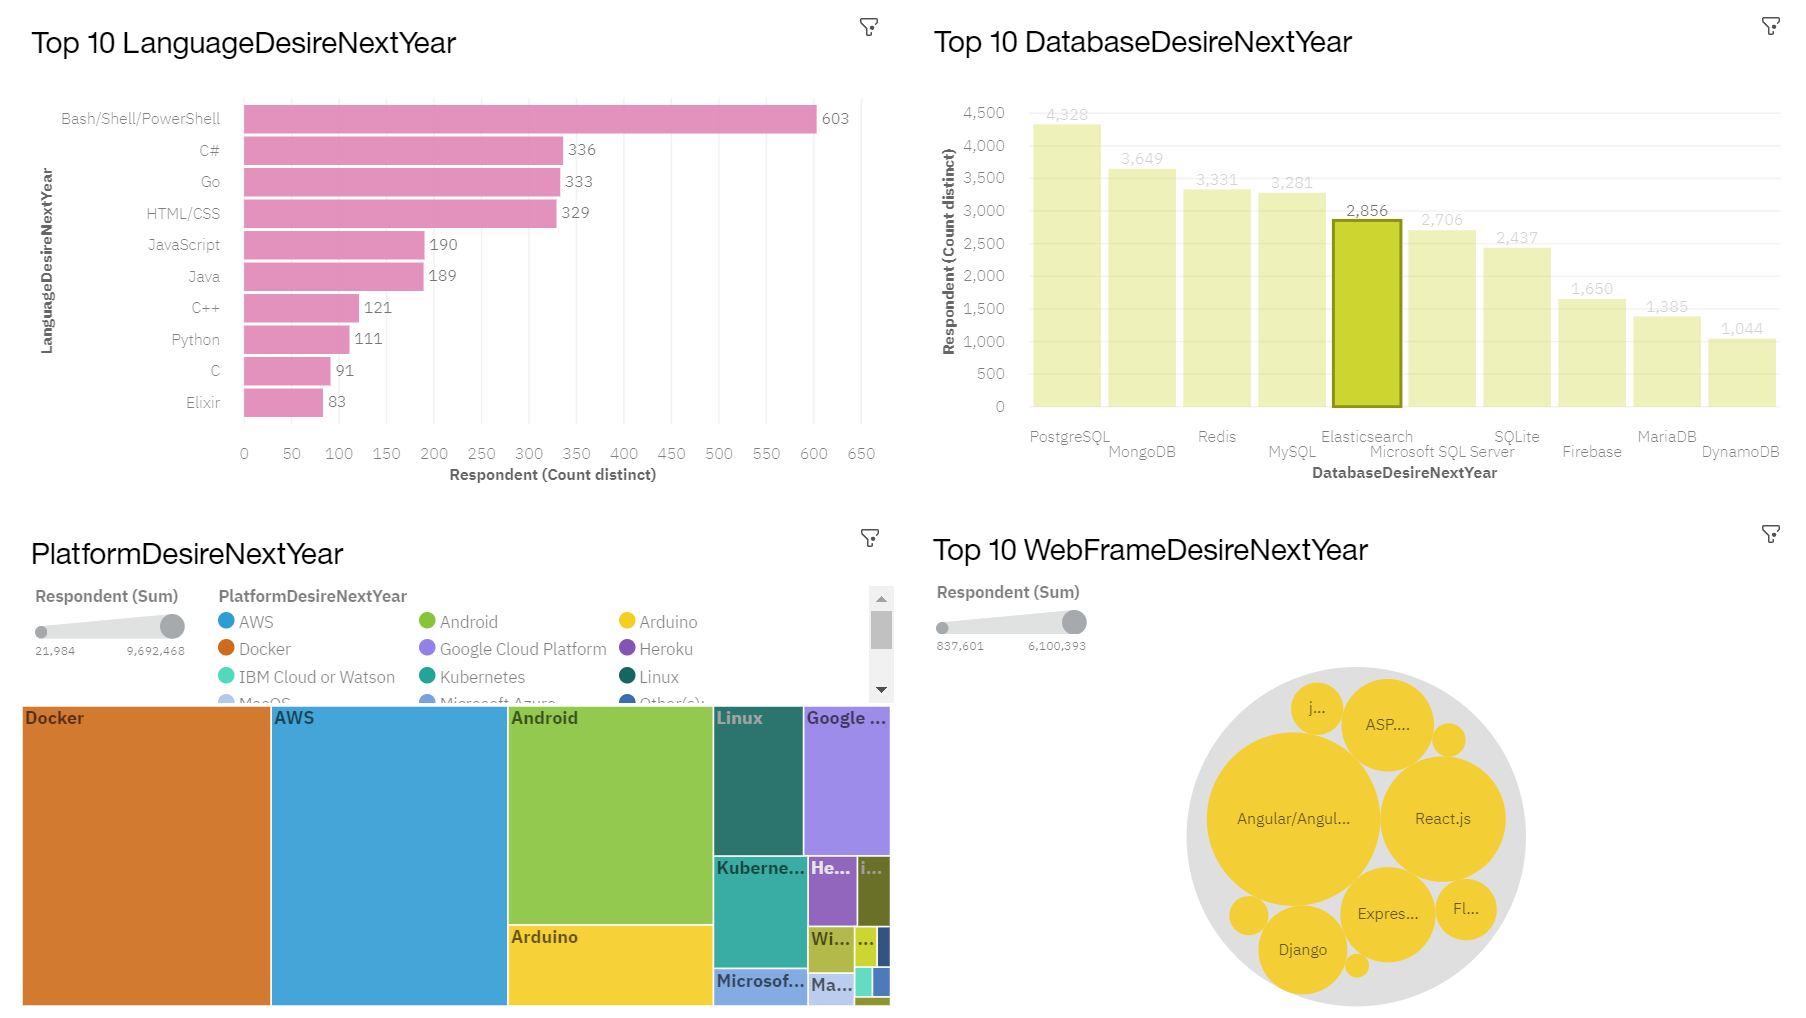 Top 10 LanguageDesireNextYear
LanguageDesireNextYear
Bash/Shell/PowerShell 603
C# 336
Go 333
HTML/CSS 329
JavaScript 190
Java 189
C++ 121
Python 111
C 91
Elixir 83
0 50 100 150 200 250 300 350 400 450 500 550 600 650
Respondent (Count distinct)
Top 10 DatabaseDesireNextYear
Respondent (Count distinct)
4,500
4,000
3,500
3,000
2,500
2,000
1,500
1,000
500
0
4,328 3,649 3,331 3,281 2,856 2,706 2,437 1,650 1,385 1,044
PostgreSQL MongoDB Redis MySQL Elasticsearch Microsoft SQL Server SQLite Firebase MariaDB DynamoDB
DatabaseDesireNextYear
PlatformDesireNextYear
Respondent (Sum)
21,984 9,692,468
PlatformDesireNextYear
AWS Android Arduino
Docker Google Cloud Platform Heroku
IBM Cloud or Watson Kubernetes Linux
MacOS Microsoft Azure Other(s):
Docker
AWS
Android
Arduino
Linux
Google ...
Kuberne...
He...
i...
Wi...
...
Microsof...
Ma...
Top 10 WebFrameDesireNextYear
Respondent (Sum)
837,601 6,100,393
j...
ASP....
Angular/Angul...
React.js
Expres...
Fl...
Django